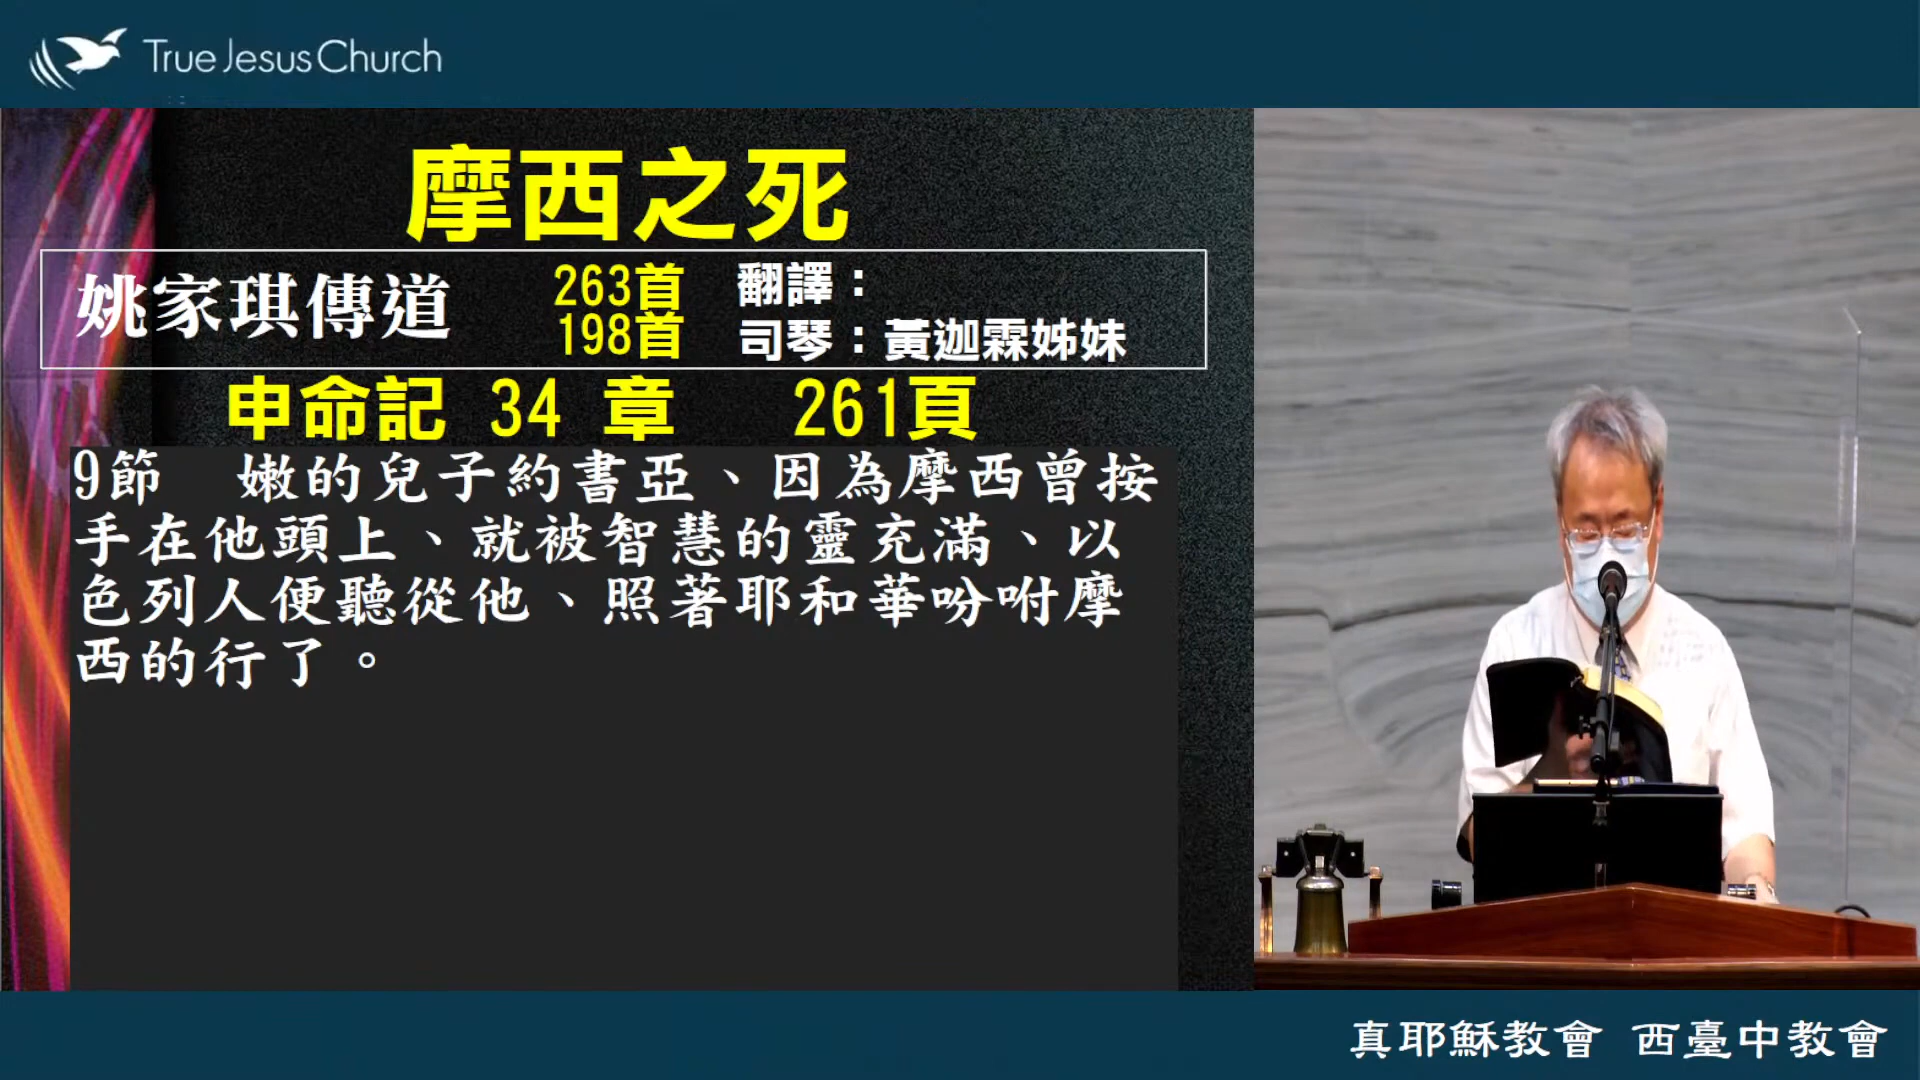 True Jesus Church
摩西之死
姚家琪傳道
263首
198首
翻譯：
司琴：黃迦霖姊妹
申命記 34 章 261頁
9節 嫩的兒子約書亞、因為摩西曾按
手在他頭上、就被智慧的靈充滿、以
色列人便聽從他、照著耶和華吩咐摩
西的行了。
真耶穌教會 西臺中教會